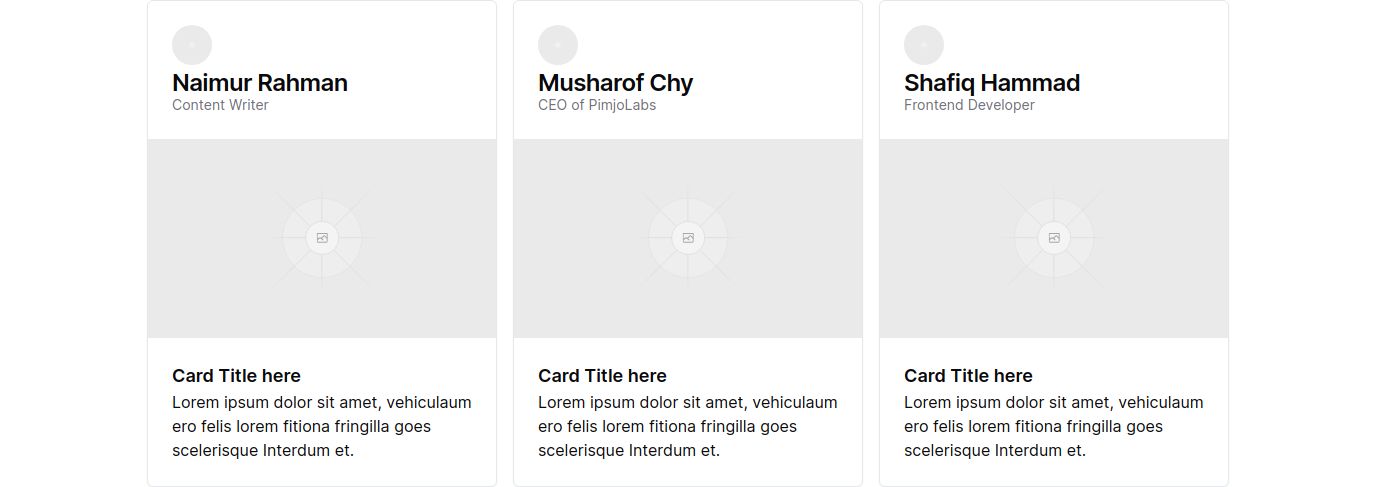 Naimur Rahman
Content Writer
Card Title here
Lorem ipsum dolor sit amet, vehiculaum
ero felis lorem fitiona fringilla goes
scelerisque Interdum et.
Musharof Chy
CEO of PimjoLabs
Card Title here
Lorem ipsum dolor sit amet, vehiculaum
ero felis lorem fitiona fringilla goes
scelerisque Interdum et.
Shafiq Hammad
Frontend Developer
Card Title here
Lorem ipsum dolor sit amet, vehiculaum
ero felis lorem fitiona fringilla goes
scelerisque Interdum et.